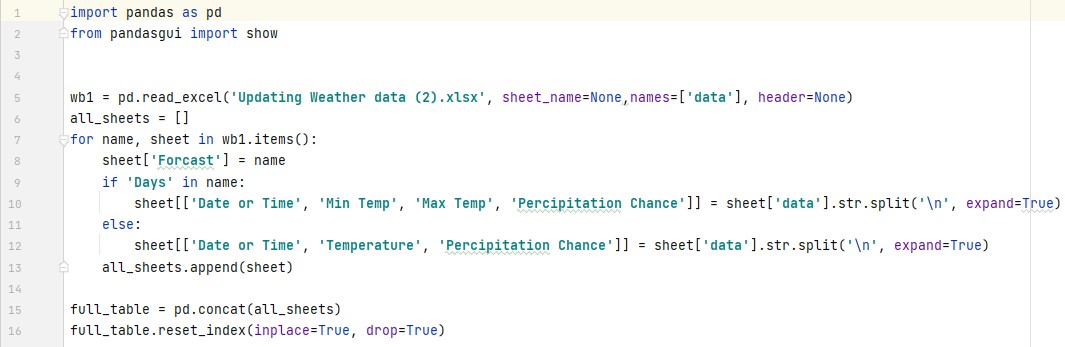 1 import pandas as pd
2 from pandasgui import show
3
4
5 wb1 = pd.read_excel('Updating Weather data (2).xlsx', sheet_name=None,names=['data'], header=None)
6 all_sheets = []
7 for name, sheet in wb1.items():
8     sheet['Forcast'] = name
9     if 'Days' in name:
10         sheet[['Date or Time', 'Min Temp', 'Max Temp', 'Percipitation Chance']] = sheet['data'].str.split('\n', expand=True)
11     else:
12         sheet[['Date or Time', 'Temperature', 'Percipitation Chance']] = sheet['data'].str.split('\n', expand=True)
13     all_sheets.append(sheet)
14
15 full_table = pd.concat(all_sheets)
16 full_table.reset_index(inplace=True, drop=True)